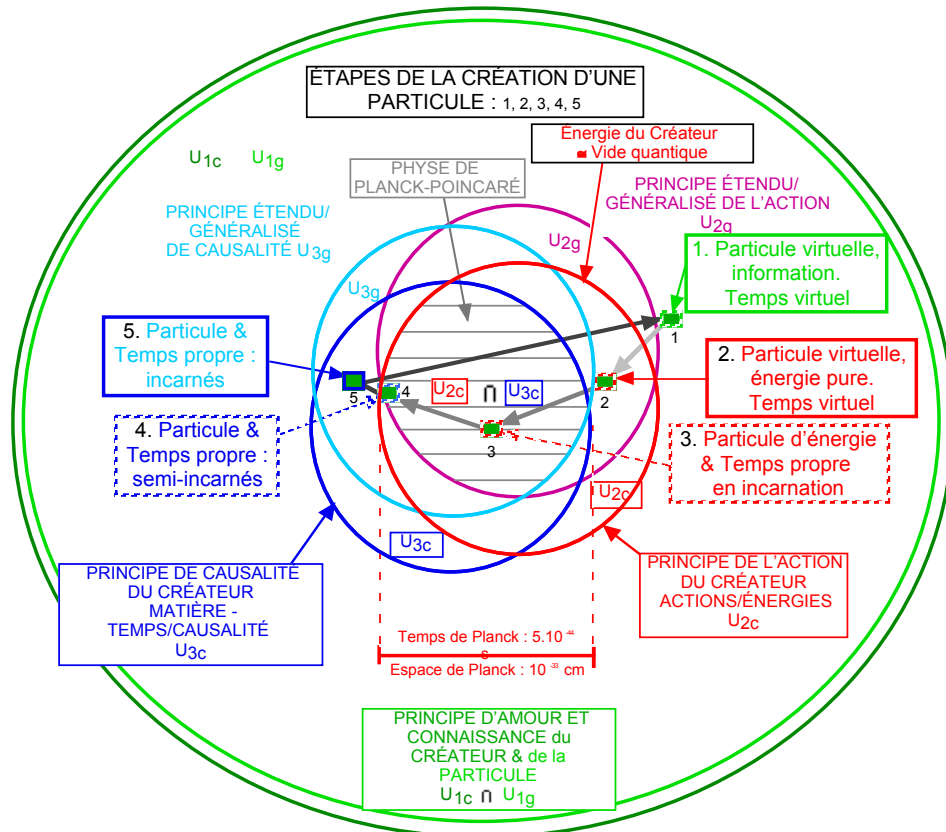 ÉTAPES DE LA CRÉATION D'UNE
PARTICULE : 1, 2, 3, 4, 5
Énergie du Créateur
≃ Vide quantique
U1c U1g
PHYSE DE
PLANCK-POINCARÉ
PRINCIPE ÉTENDU/
GÉNÉRALISÉ DE L'ACTION
U2g
PRINCIPE ÉTENDU/
GÉNÉRALISÉ
DE CAUSALITÉ U3g
U2g
U3g
1. Particule virtuelle,
information.
Temps virtuel
1
5. Particule &
Temps propre :
incarnés
2. Particule virtuelle,
énergie pure.
Temps virtuel
U2c ∩ U3c
5
4
2
3
4. Particule &
Temps propre :
semi-incarnés
3. Particule d'énergie
& Temps propre
en incarnation
U2c
U3c
PRINCIPE DE CAUSALITÉ
DU CRÉATEUR
MATIÈRE -
TEMPS/CAUSALITÉ
U3c
PRINCIPE DE L'ACTION
DU CRÉATEUR
ACTIONS/ÉNERGIES
U2c
Temps de Planck : 5.10 -44
s
Espace de Planck : 10 -33 cm
PRINCIPE D'AMOUR ET
CONNAISSANCE du
CRÉATEUR & de la
PARTICULE
U1c ∩ U1g